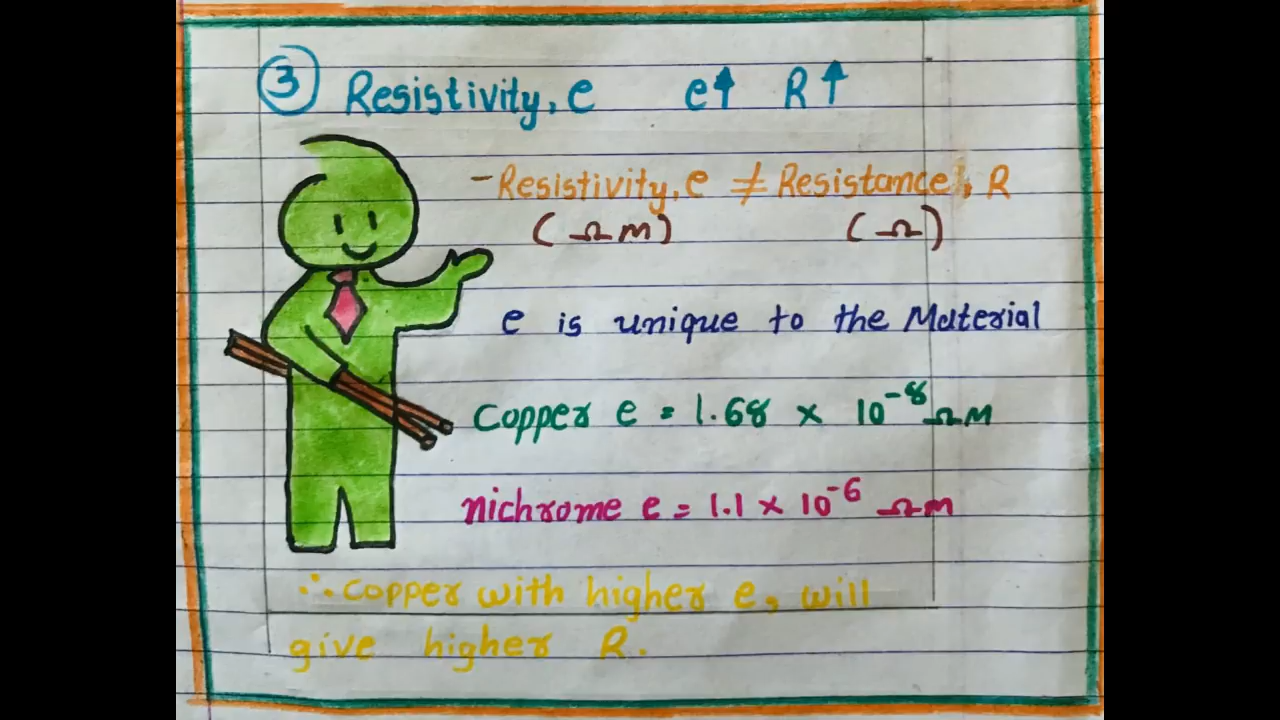 3 Resistivity, e e↑ R↑
- Resistivity, e ≠ Resistance, R
(Ωm) (Ω)
e is unique to the Material
Copper e = 1.68 × 10⁻⁸ ΩM
nichrome e = 1.1 × 10⁻⁶ Ωm
∴ copper with higher e, will
give higher R.